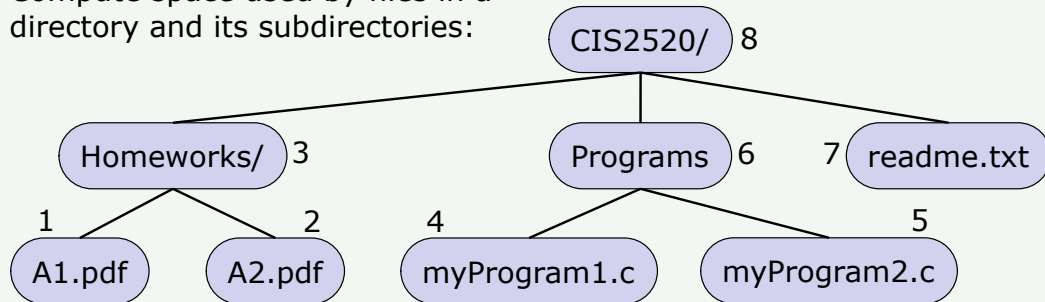 Compute space used by files in a
directory and its subdirectories:
CIS2520/ 8
Homeworks/ 3
Programs 6
7 readme.txt
1
2
4
5
A1.pdf
A2.pdf
myProgram1.c
myProgram2.c